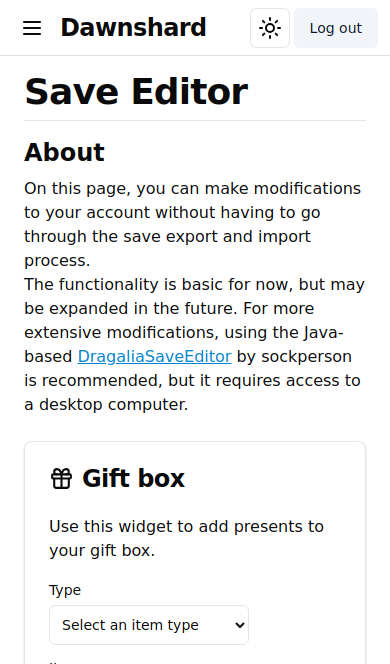 Dawnshard
Log out
Save Editor
About
On this page, you can make modifications
to your account without having to go
through the save export and import
process.
The functionality is basic for now, but may
be expanded in the future. For more
extensive modifications, using the Java-
based DragaliaSaveEditor by sockperson
is recommended, but it requires access to
a desktop computer.
Gift box
Use this widget to add presents to
your gift box.
Type
Select an item type